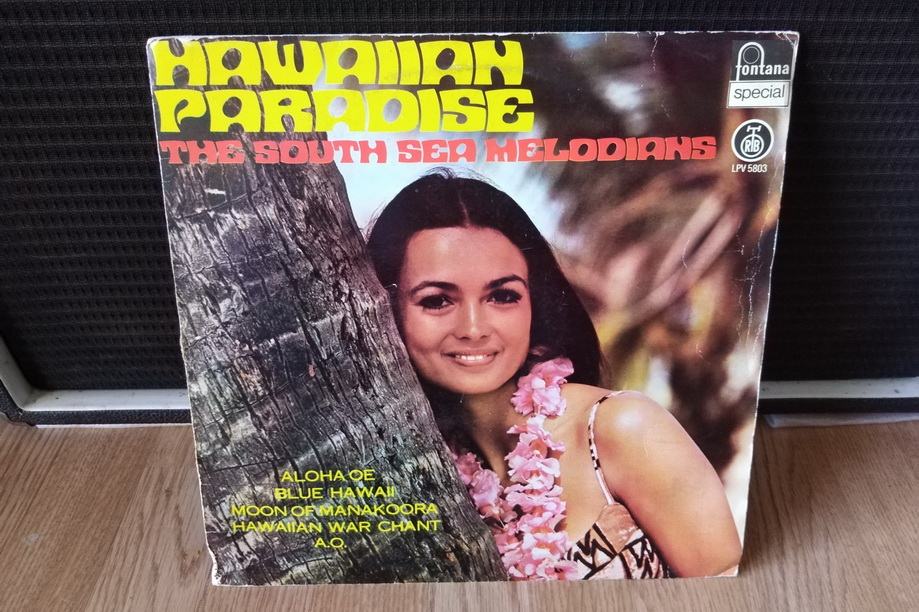 HAWAIIAN
PARADISE
THE SOUTH SEA MELODIANS
fontana
special
RTB
LPV 5803
ALOHA OE
BLUE HAWAII
MOON OF MANAKOORA
HAWAIIAN WAR CHANT
A.O.